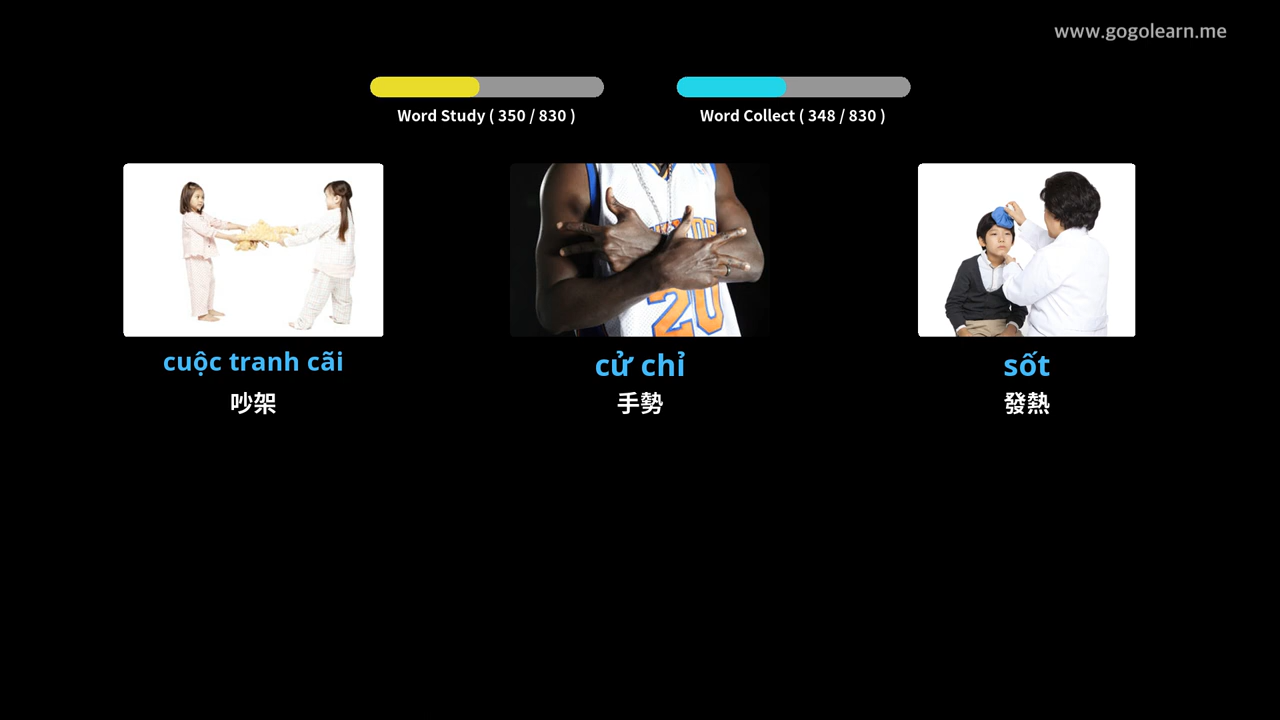 www.gogolearn.me
Word Study ( 350 / 830 )
Word Collect ( 348 / 830 )
20
cuộc tranh cãi
cử chỉ
sốt
吵架
手勢
發熱